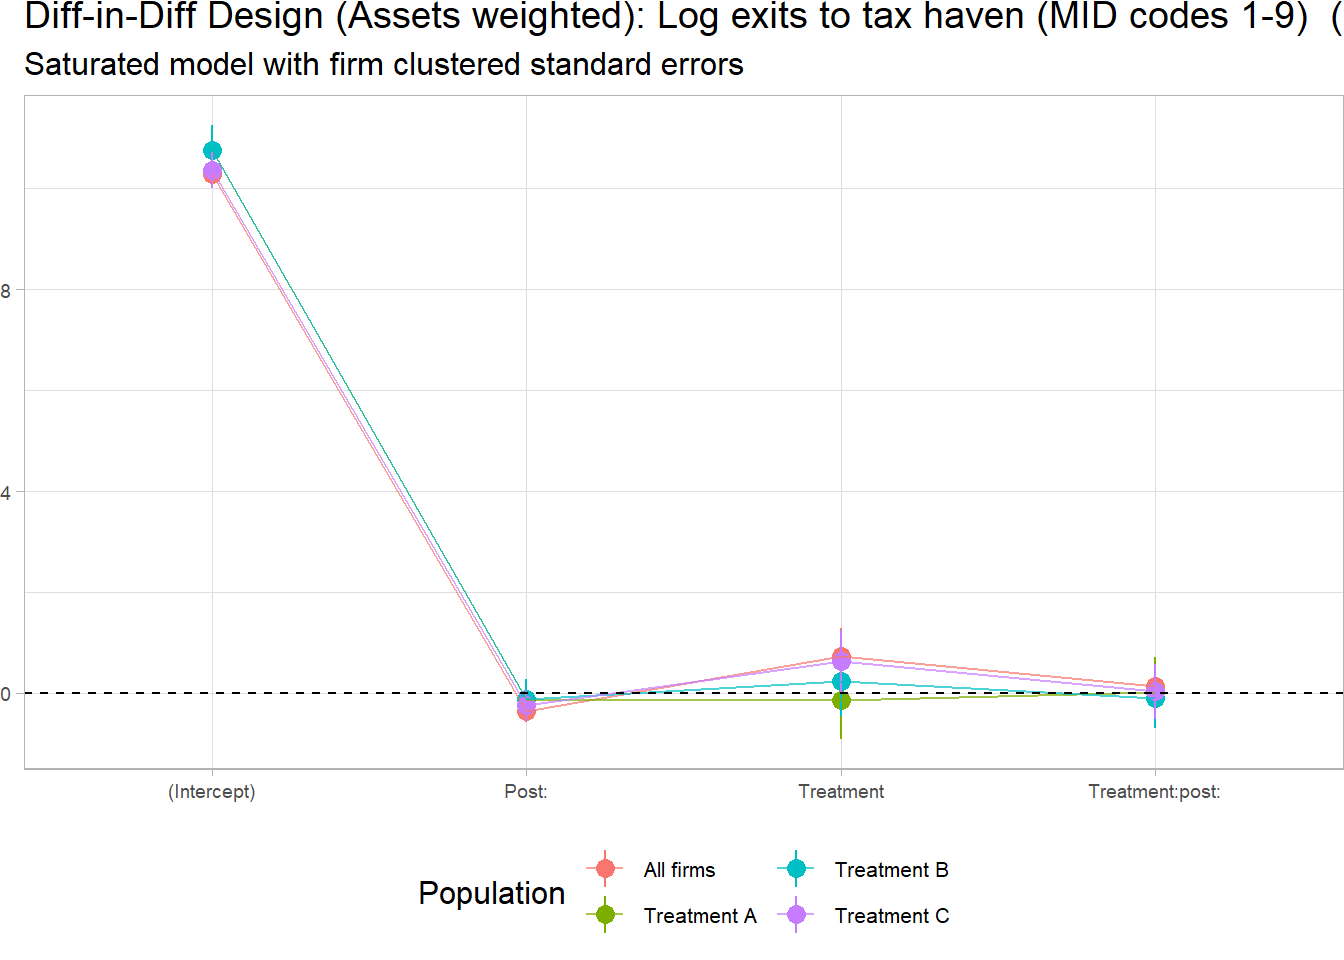 Diff-in-Diff Design (Assets weighted): Log exits to tax haven (MID codes 1-9)  (
Saturated model with firm clustered standard errors
8
4
0
(Intercept) Post: Treatment Treatment:post:
Population
All firms Treatment B
Treatment A Treatment C